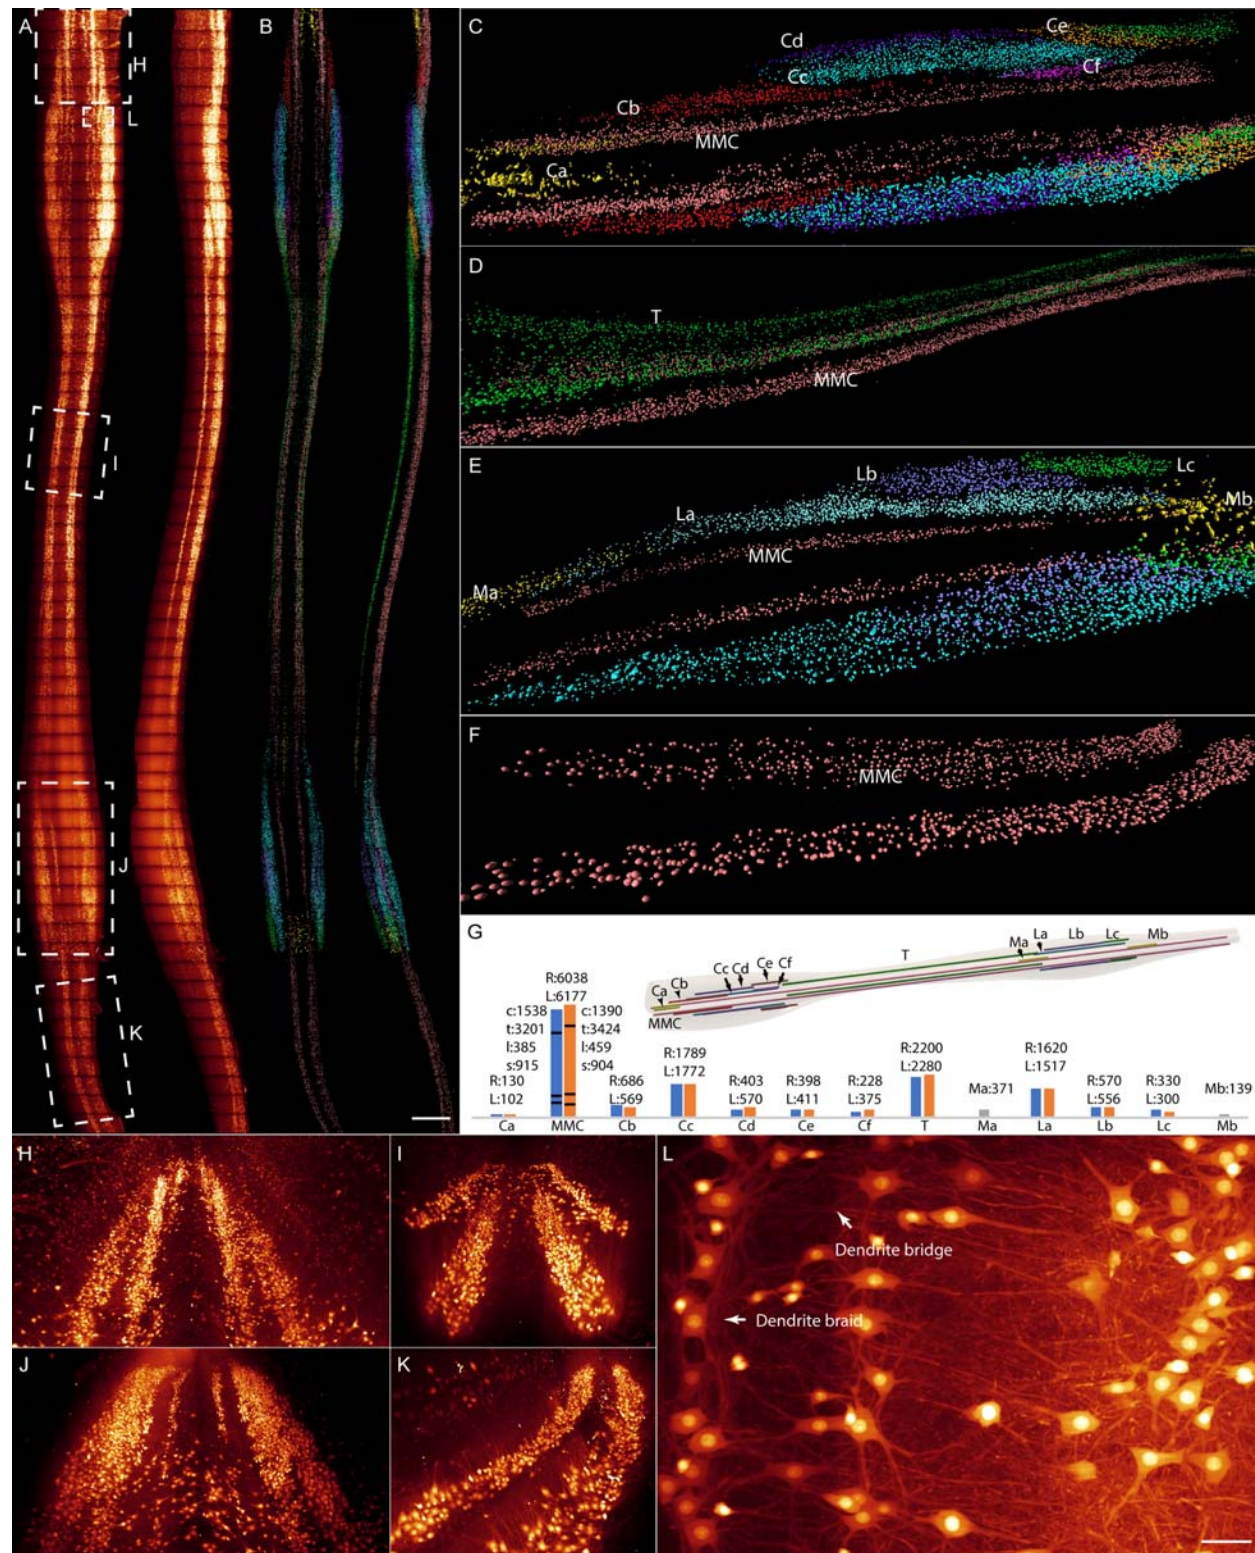 A
H
L
I
J
K
B
C
Cd
Ce
Cc
Cf
Cb
MMC
Ca
D
T
MMC
E
Lb
Lc
La
Mb
MMC
Ma
F
MMC
G
T
Ma
La
Lb
Lc
Mb
Cc
Cd
Ce
Cf
Ca
Cb
MMC
R:6038
L:6177
c:1538
t:3201
l:385
s:915
c:1390
t:3424
l:459
s:904
R:130
L:102
R:686
L:569
R:1789
L:1772
R:403
L:570
R:398
L:411
R:228
L:375
R:2200
L:2280
Ma:371
R:1620
L:1517
R:570
L:556
R:330
L:300
Mb:139
Ca MMC Cb Cc Cd Ce Cf T Ma La Lb Lc Mb
H
I
J
K
L
Dendrite bridge
Dendrite braid